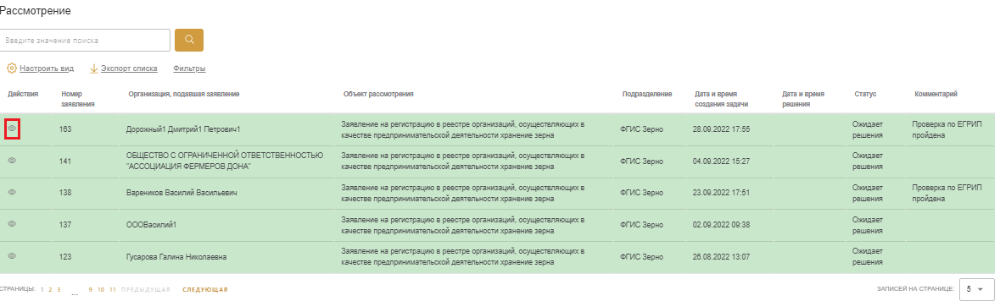 Рассмотрение
Введите значение поиска
Настроить вид Экспорт списка Фильтры
Действия Номер заявления Организация, подавшая заявление Объект рассмотрения Подразделение Дата и время создания задачи Дата и время решения Статус Комментарий
163 Дорожный1 Дмитрий1 Петрович1 Заявление на регистрацию в реестре организаций, осуществляющих в качестве предпринимательской деятельности хранение зерна ФГИС Зерно 28.09.2022 17:55 Ожидает решения Проверка по ЕГРИП пройдена
141 ОБЩЕСТВО С ОГРАНИЧЕННОЙ ОТВЕТСТВЕННОСТЬЮ "АССОЦИАЦИЯ ФЕРМЕРОВ ДОНА" Заявление на регистрацию в реестре организаций, осуществляющих в качестве предпринимательской деятельности хранение зерна ФГИС Зерно 04.09.2022 15:27 Ожидает решения
138 Вареников Василий Васильевич Заявление на регистрацию в реестре организаций, осуществляющих в качестве предпринимательской деятельности хранение зерна ФГИС Зерно 23.09.2022 17:51 Ожидает решения Проверка по ЕГРИП пройдена
137 ОООВасилий1 Заявление на регистрацию в реестре организаций, осуществляющих в качестве предпринимательской деятельности хранение зерна ФГИС Зерно 02.09.2022 09:38 Ожидает решения
123 Гусарова Галина Николаевна Заявление на регистрацию в реестре организаций, осуществляющих в качестве предпринимательской деятельности хранение зерна ФГИС Зерно 26.08.2022 13:07 Ожидает решения
СТРАНИЦЫ: 1 2 3 ... 9 10 11 ПРЕДЫДУЩАЯ СЛЕДУЮЩАЯ ЗАПИСЕЙ НА СТРАНИЦЕ: 5